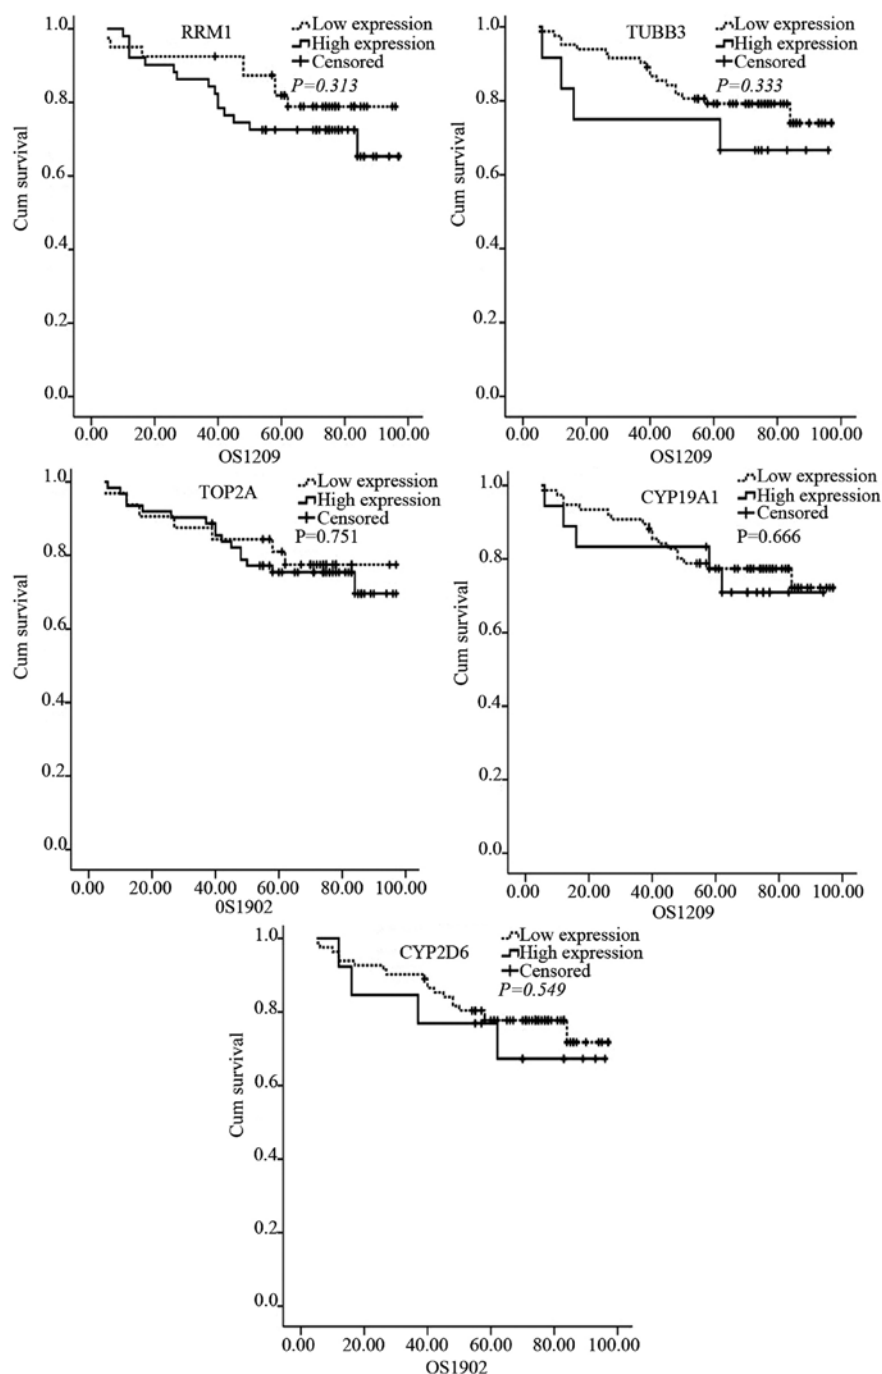 RRM1
Low expression
High expression
Censored
P=0.313
Cum survival
1.0
0.8
0.6
0.4
0.2
0.0
0.00 20.00 40.00 60.00 80.00 100.00
OS1209
TUBB3
Low expression
High expression
Censored
P=0.333
Cum survival
1.0
0.8
0.6
0.4
0.2
0.0
0.00 20.00 40.00 60.00 80.00 100.00
OS1209
TOP2A
Low expression
High expression
Censored
P=0.751
Cum survival
1.0
0.8
0.6
0.4
0.2
0.0
0.00 20.00 40.00 60.00 80.00 100.00
0S1902
CYP19A1
Low expression
High expression
Censored
P=0.666
Cum survival
1.0
0.8
0.6
0.4
0.2
0.0
0.00 20.00 40.00 60.00 80.00 100.00
OS1209
CYP2D6
Low expression
High expression
Censored
P=0.549
Cum survival
1.0
0.8
0.6
0.4
0.2
0.0
0.00 20.00 40.00 60.00 80.00 100.00
OS1902